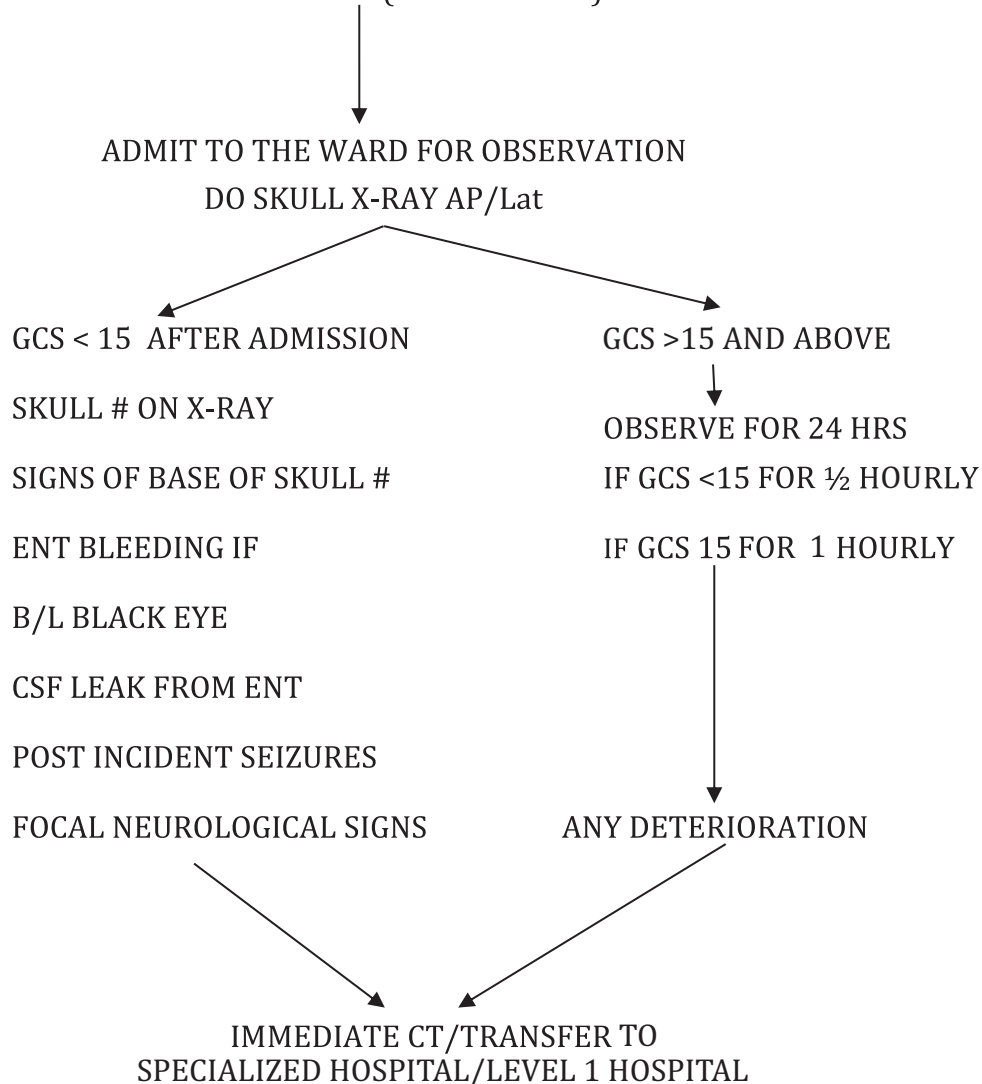 ADMIT TO THE WARD FOR OBSERVATION
DO SKULL X-RAY AP/Lat
GCS < 15 AFTER ADMISSION
SKULL # ON X-RAY
SIGNS OF BASE OF SKULL #
ENT BLEEDING IF
B/L BLACK EYE
CSF LEAK FROM ENT
POST INCIDENT SEIZURES
FOCAL NEUROLOGICAL SIGNS
GCS >15 AND ABOVE
OBSERVE FOR 24 HRS
IF GCS <15 FOR ½ HOURLY
IF GCS 15 FOR 1 HOURLY
ANY DETERIORATION
IMMEDIATE CT/TRANSFER TO
SPECIALIZED HOSPITAL/LEVEL 1 HOSPITAL